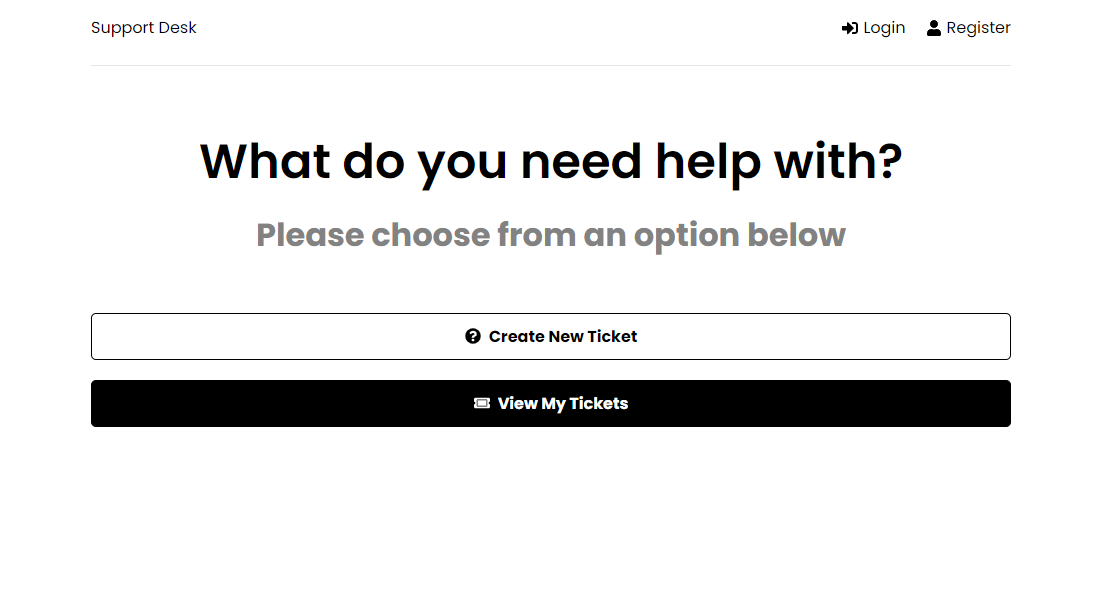 Support Desk
Login
Register
What do you need help with?
Please choose from an option below
Create New Ticket
View My Tickets